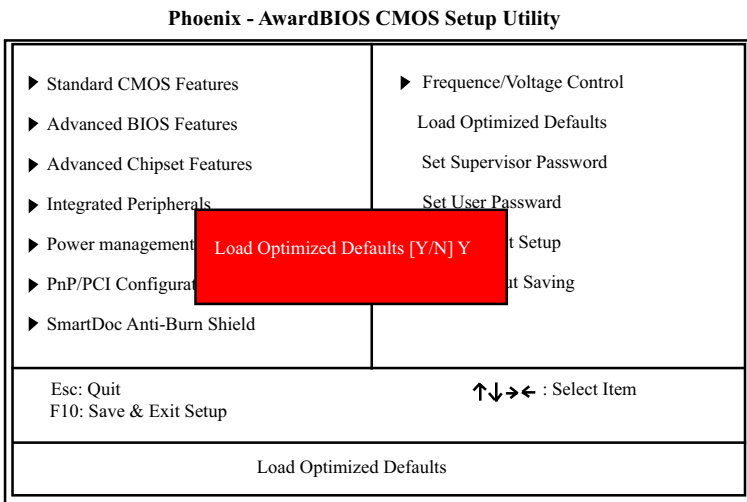 Phoenix - AwardBIOS CMOS Setup Utility
Standard CMOS Features
Advanced BIOS Features
Advanced Chipset Features
Integrated Peripherals
Power management
PnP/PCI Configurat
SmartDoc Anti-Burn Shield
Frequence/Voltage Control
Load Optimized Defaults
Set Supervisor Password
Set User Passward
t Setup
ut Saving
Load Optimized Defaults [Y/N] Y
Esc: Quit
F10: Save & Exit Setup
↑↓→← : Select Item
Load Optimized Defaults